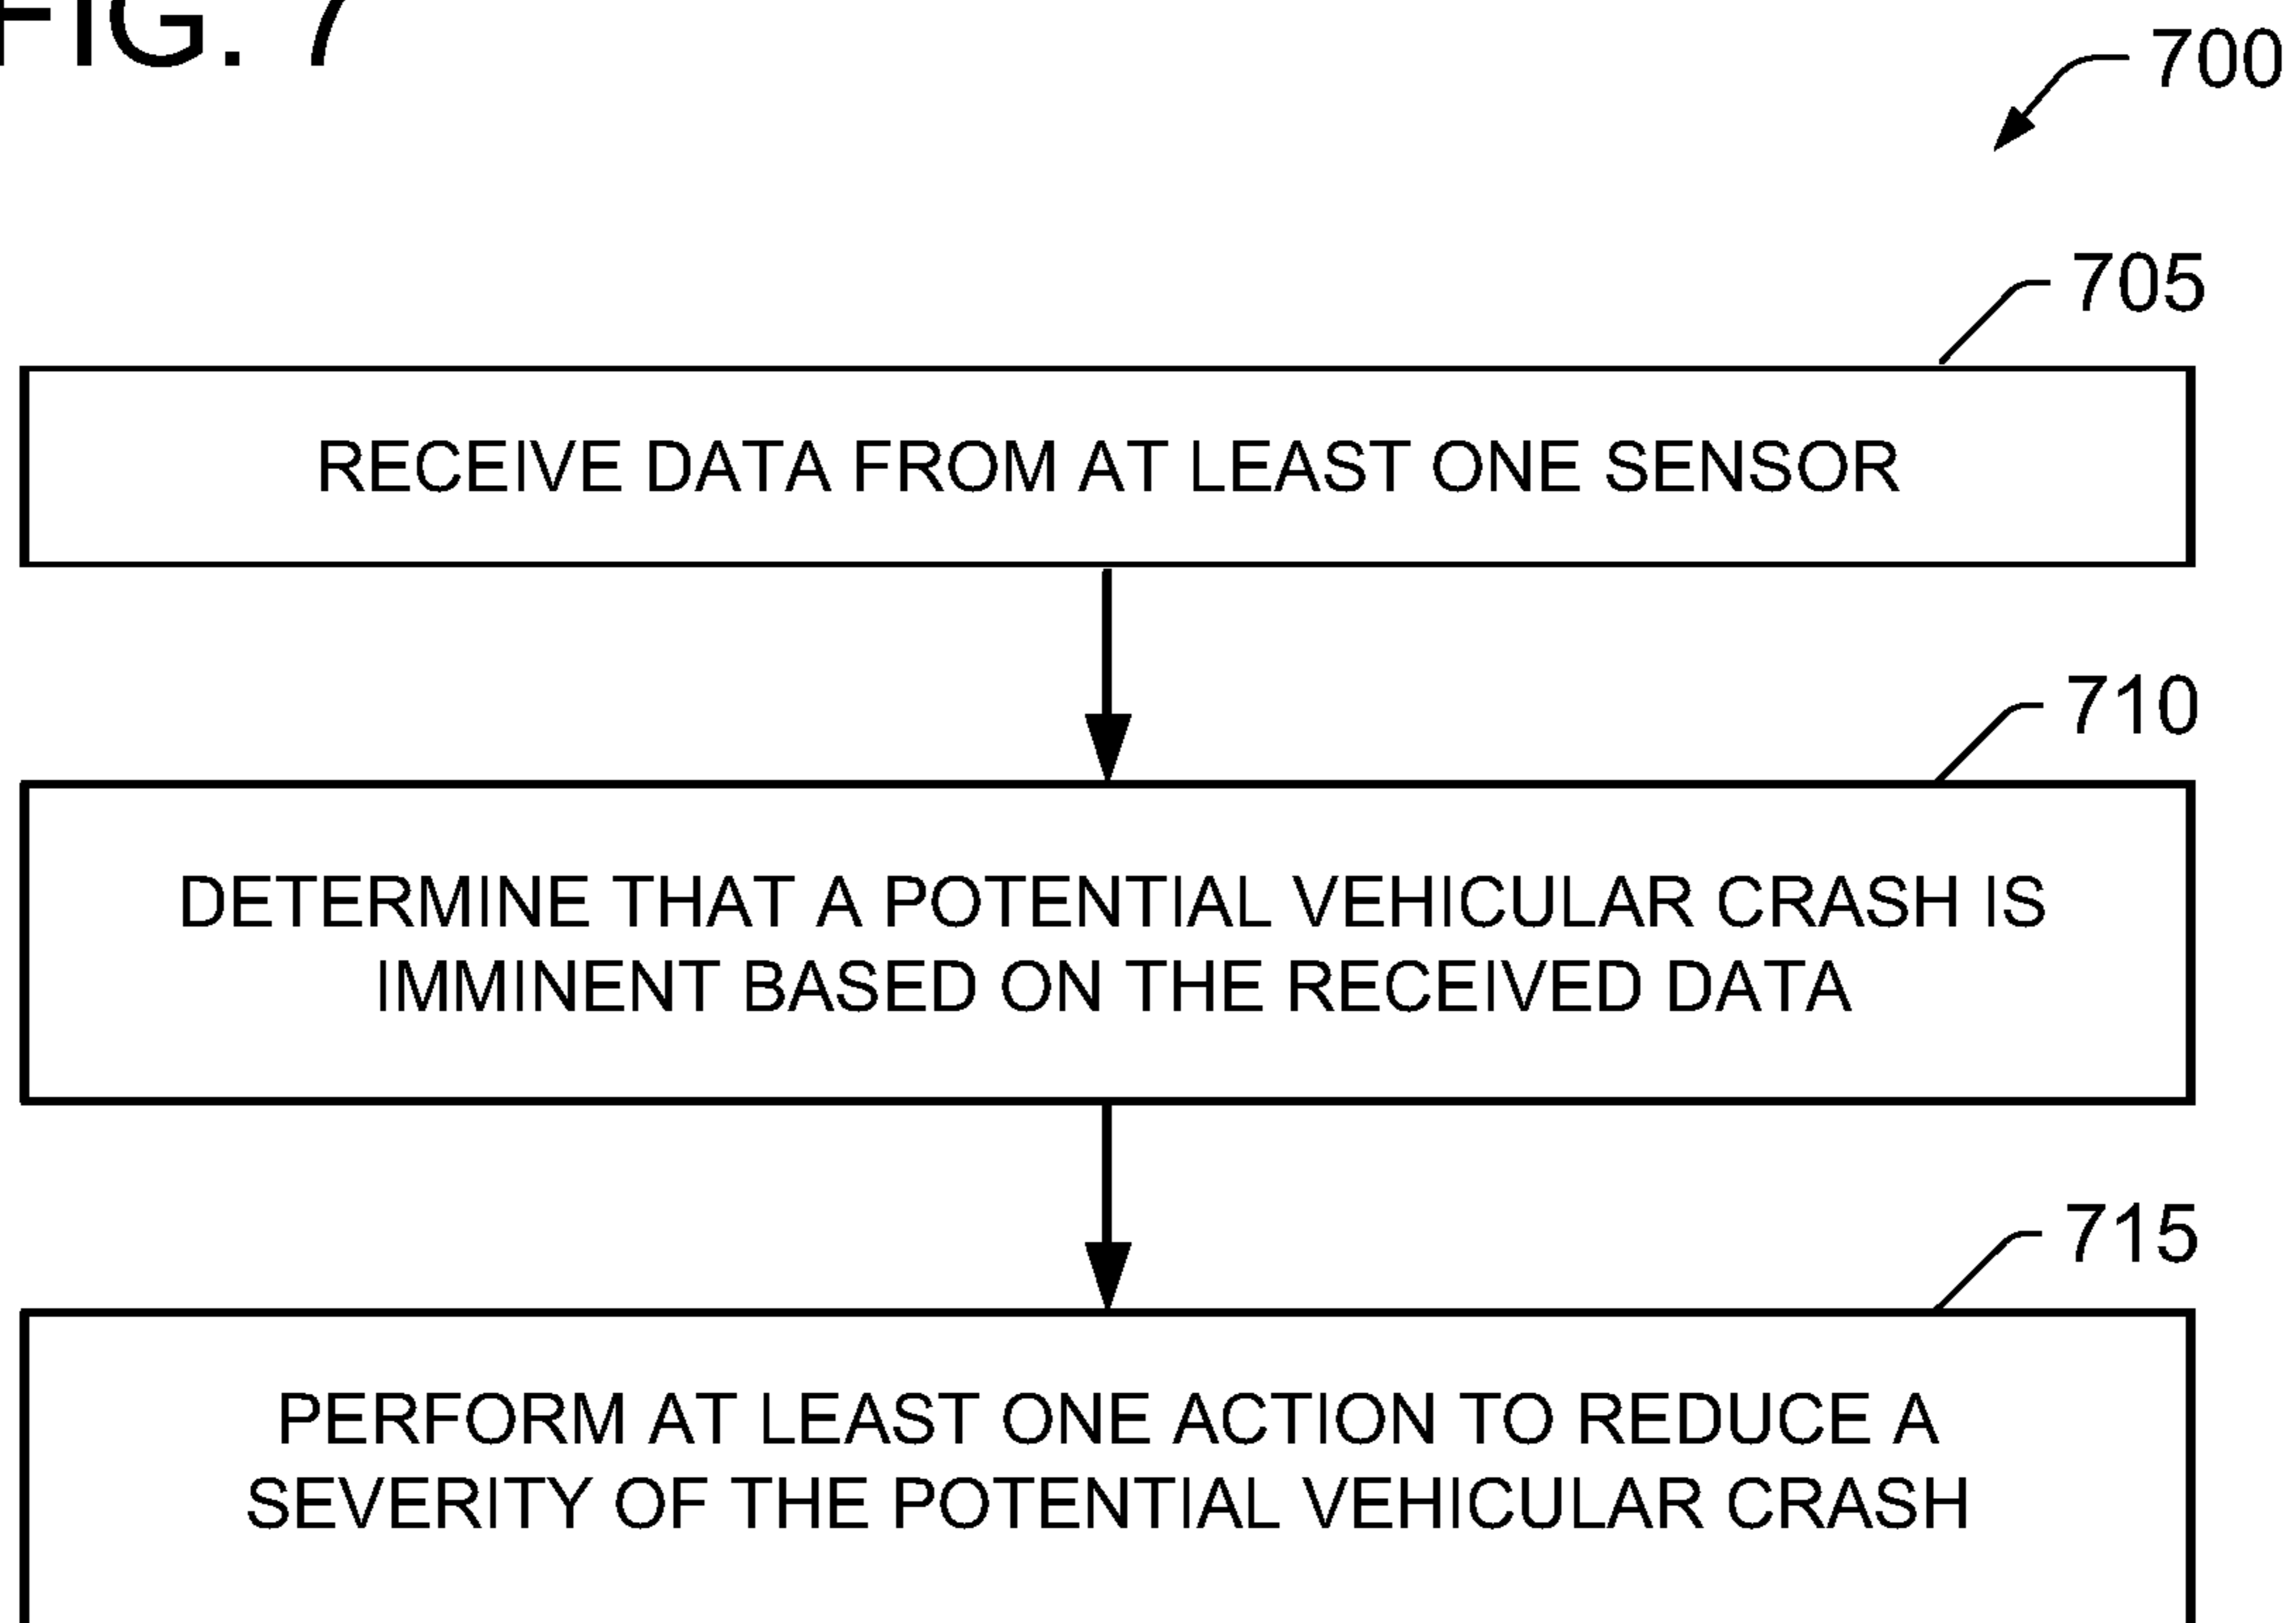 FIG. 7
700
705
RECEIVE DATA FROM AT LEAST ONE SENSOR
710
DETERMINE THAT A POTENTIAL VEHICULAR CRASH IS
IMMINENT BASED ON THE RECEIVED DATA
715
PERFORM AT LEAST ONE ACTION TO REDUCE A
SEVERITY OF THE POTENTIAL VEHICULAR CRASH